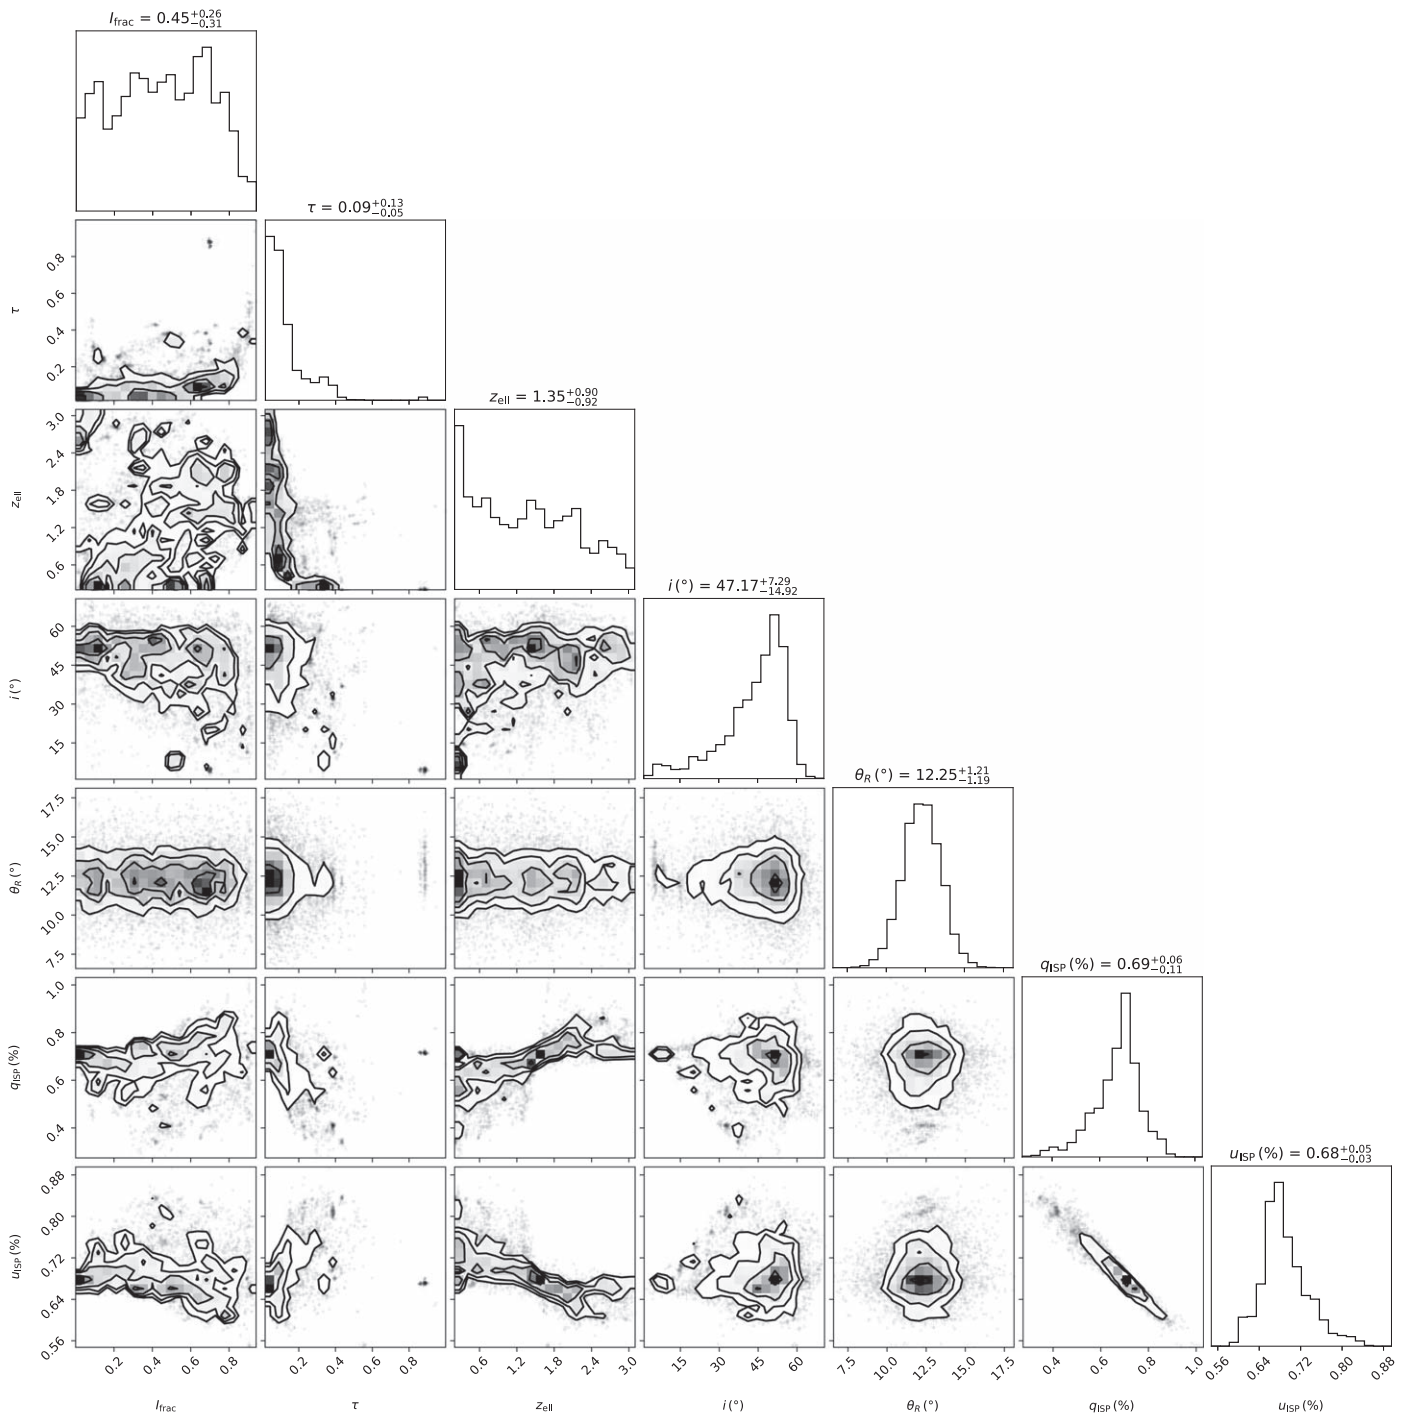 I_frac = 0.45 +0.26 −0.31
τ = 0.09 +0.13 −0.05
τ
0.8
0.6
0.4
0.2
z_ell = 1.35 +0.90 −0.92
z_ell
3.0
2.4
1.8
1.2
0.6
i (°) = 47.17 +7.29 −14.92
i (°)
60
45
30
15
θ_R (°) = 12.25 +1.21 −1.19
θ_R (°)
17.5
15.0
12.5
10.0
7.5
q_ISP (%) = 0.69 +0.06 −0.11
q_ISP (%)
1.0
0.8
0.6
0.4
u_ISP (%) = 0.68 +0.05 −0.03
u_ISP (%)
0.88
0.80
0.72
0.64
0.56
0.2 0.4 0.6 0.8 0.2 0.4 0.6 0.8 0.6 1.2 1.8 2.4 3.0 15 30 45 60 7.5 10.0 12.5 15.0 17.5 0.4 0.6 0.8 1.0 0.56 0.64 0.72 0.80 0.88
I_frac τ z_ell i (°) θ_R (°) q_ISP (%) u_ISP (%)